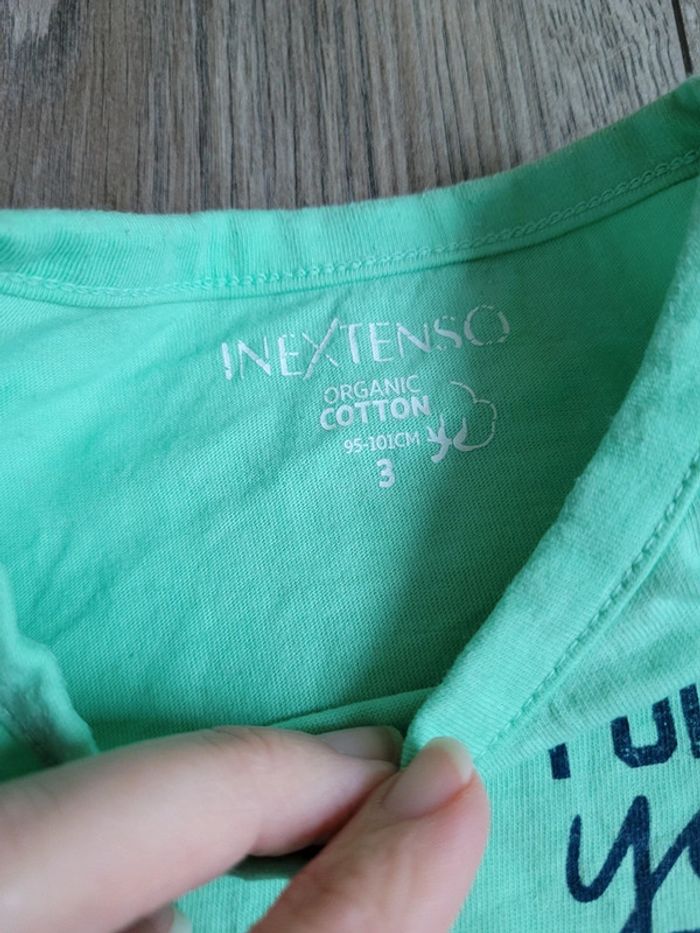 INEXTENSO
ORGANIC
COTTON
95-101CM
3